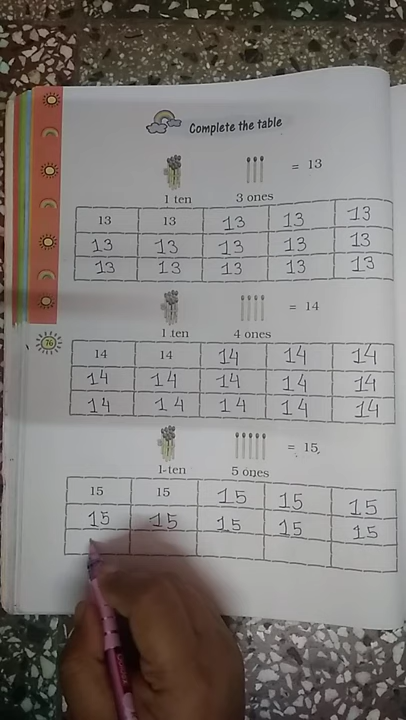 Complete the table
= 13
1 ten 3 ones
13 13 13 13 13
13 13 13 13 13
13 13 13 13 13
= 14
1 ten 4 ones
76
14 14 14 14 14
14 14 14 14 14
14 14 14 14 14
= 15
1 ten 5 ones
15 15 15 15 15
15 15 15 15 15